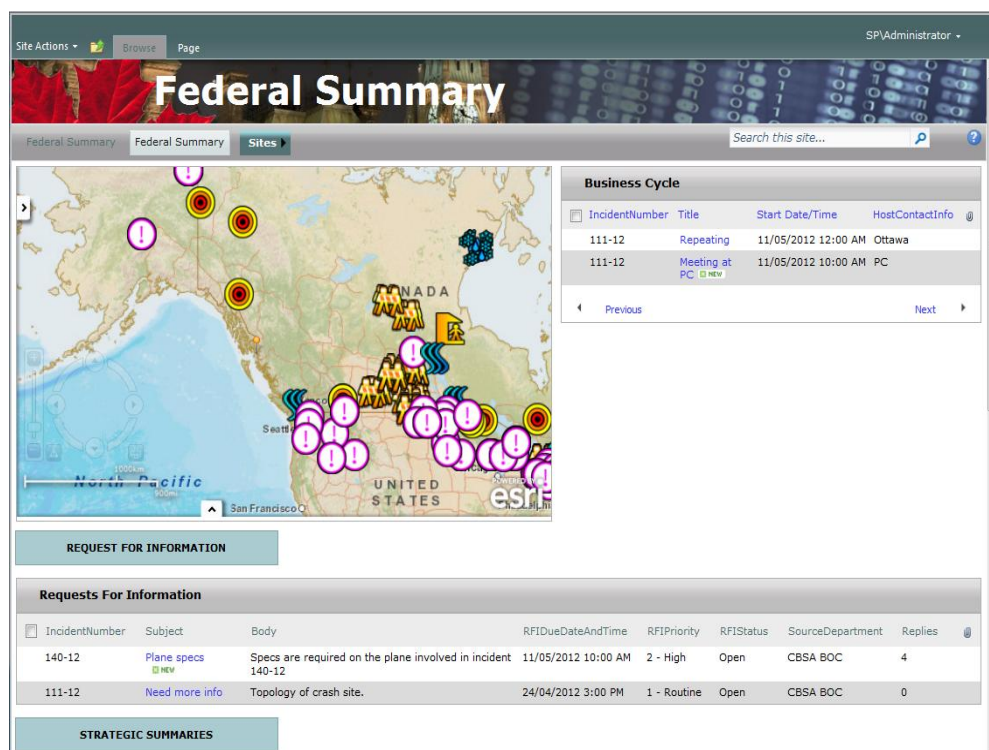 SP\Administrator
Site Actions
Browse
Page
Federal Summary
Federal Summary
Federal Summary
Sites
Search this site...
Business Cycle
IncidentNumber Title Start Date/Time HostContactInfo
111-12 Repeating 11/05/2012 12:00 AM Ottawa
111-12 Meeting at 11/05/2012 10:00 AM PC
PC NEW
Previous Next
NADA
Seatt
1000km
North Pacific
San Francisco
UNITED
STATES
POWERED BY
esri
REQUEST FOR INFORMATION
Requests For Information
IncidentNumber Subject Body RFIDueDateAndTime RFIPriority RFIStatus SourceDepartment Replies
140-12 Plane specs Specs are required on the plane involved in incident 11/05/2012 10:00 AM 2 - High Open CBSA BOC 4
NEW 140-12
111-12 Need more info Topology of crash site. 24/04/2012 3:00 PM 1 - Routine Open CBSA BOC 0
STRATEGIC SUMMARIES